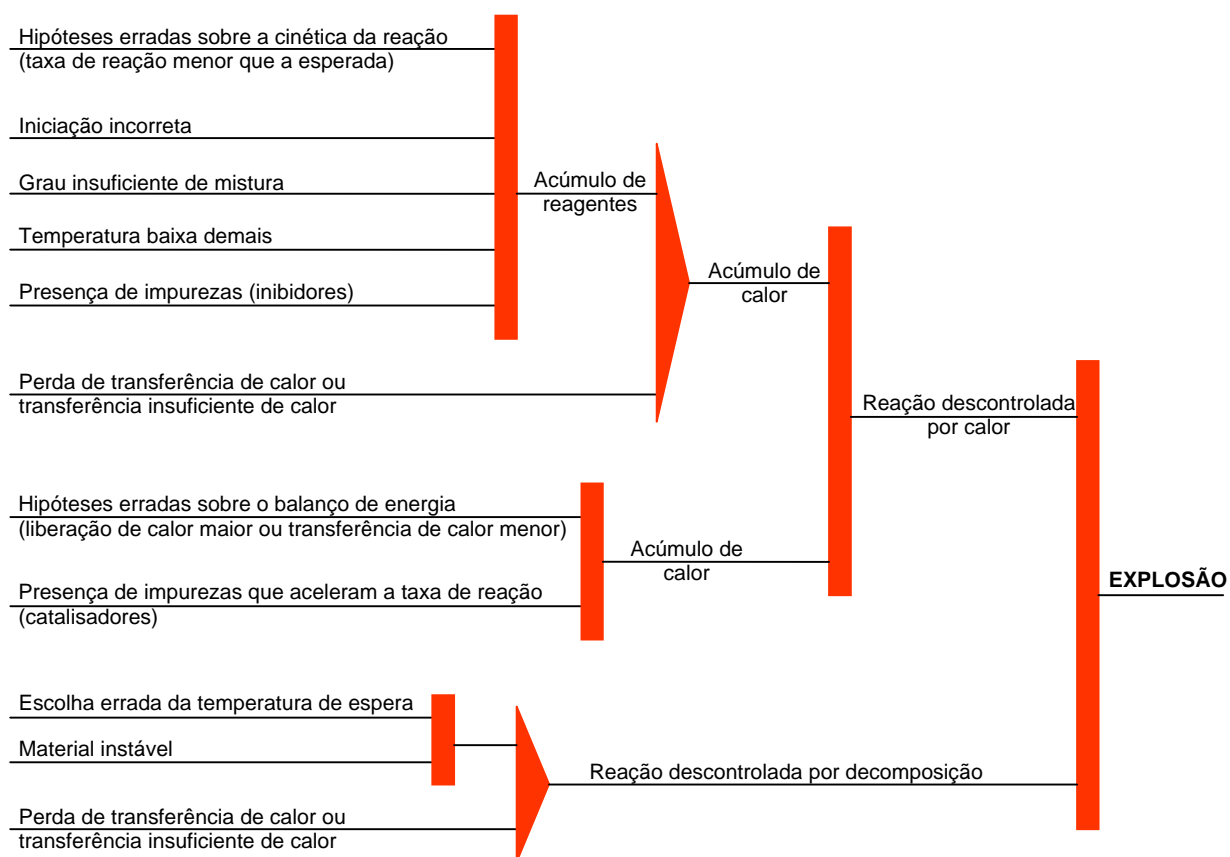 Hipóteses erradas sobre a cinética da reação
(taxa de reação menor que a esperada)
Iniciação incorreta
Grau insuficiente de mistura
Temperatura baixa demais
Presença de impurezas (inibidores)
Acúmulo de
reagentes
Perda de transferência de calor ou
transferência insuficiente de calor
Acúmulo de
calor
Hipóteses erradas sobre o balanço de energia
(liberação de calor maior ou transferência de calor menor)
Presença de impurezas que aceleram a taxa de reação
(catalisadores)
Acúmulo de
calor
Reação descontrolada
por calor
Escolha errada da temperatura de espera
Material instável
Perda de transferência de calor ou
transferência insuficiente de calor
Reação descontrolada por decomposição
EXPLOSÃO